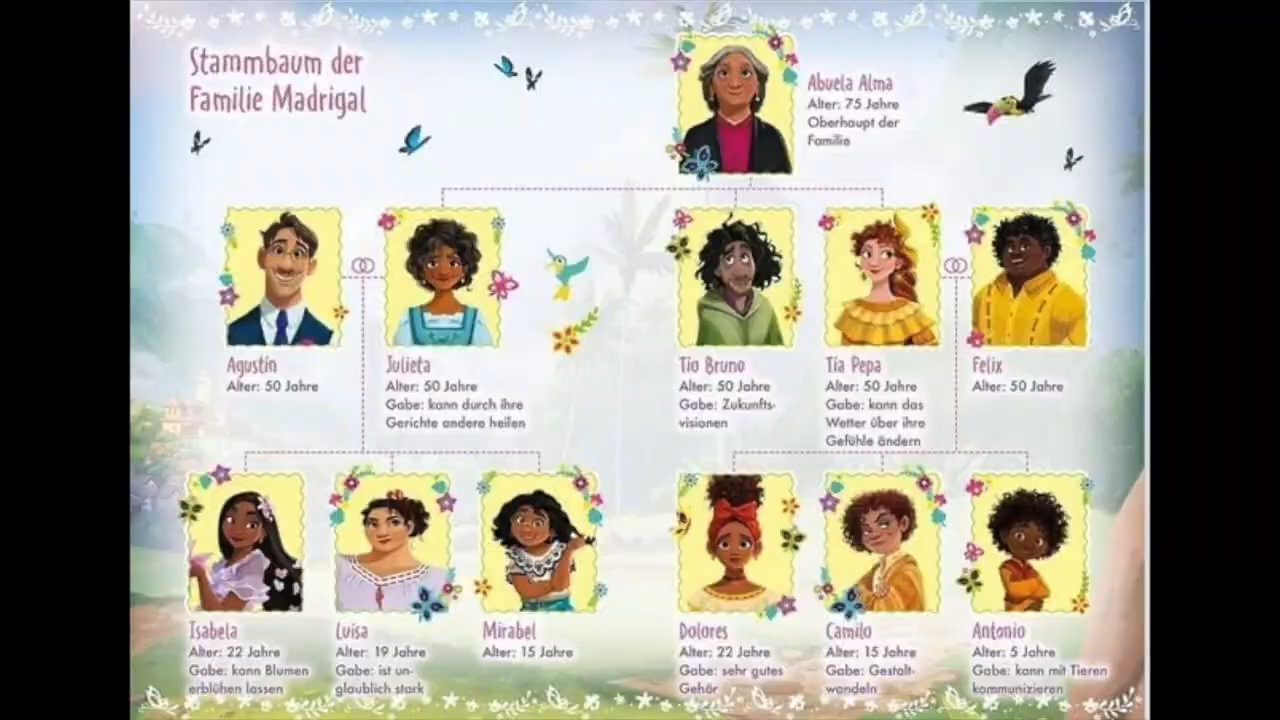 Stammbaum der
Familie Madrigal
Abuela Alma
Alter: 75 Jahre
Oberhaupt der
Familie
Agustín
Alter: 50 Jahre
Julieta
Alter: 50 Jahre
Gabe: kann durch ihre
Gerichte andere heilen
Tío Bruno
Alter: 50 Jahre
Gabe: Zukunfts-
visionen
Tía Pepa
Alter: 50 Jahre
Gabe: kann das
Wetter über ihre
Gefühle ändern
Felix
Alter: 50 Jahre
Isabela
Alter: 22 Jahre
Gabe: kann Blumen
erblühen lassen
Luisa
Alter: 19 Jahre
Gabe: ist un-
glaublich stark
Mirabel
Alter: 15 Jahre
Dolores
Alter: 22 Jahre
Gabe: sehr gutes
Gehör
Camilo
Alter: 15 Jahre
Gabe: Gestalt-
wandeln
Antonio
Alter: 5 Jahre
Gabe: kann mit Tieren
kommunizieren